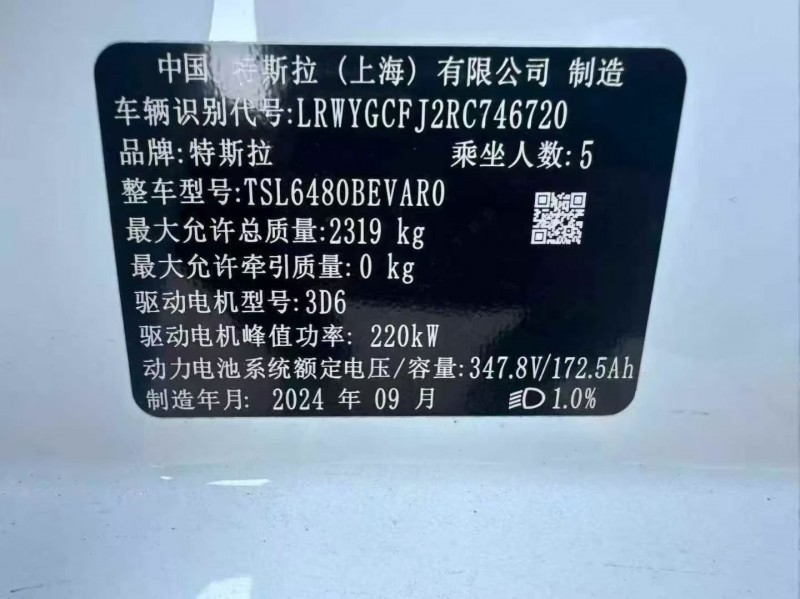 中国 特斯拉 (上海) 有限公司 制造
车辆识别代号:LRWYGCFJ2RC746720
品牌:特斯拉 乘坐人数:5
整车型号:TSL6480BEVAR0
最大允许总质量:2319 kg
最大允许牵引质量:0 kg
驱动电机型号:3D6
驱动电机峰值功率: 220kW
动力电池系统额定电压/容量:347.8V/172.5Ah
制造年月: 2024 年 09 月 1.0%